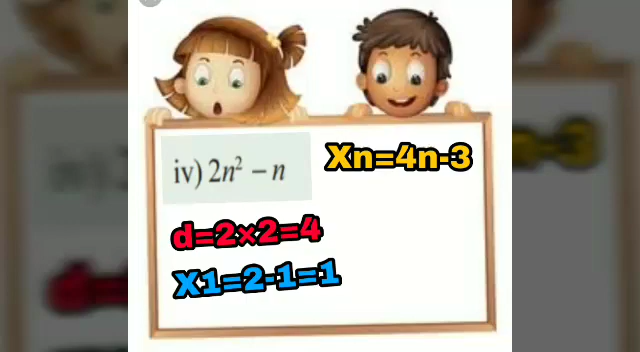 iv) 2n² – n
Xn=4n-3
d=2×2=4
X1=2-1=1